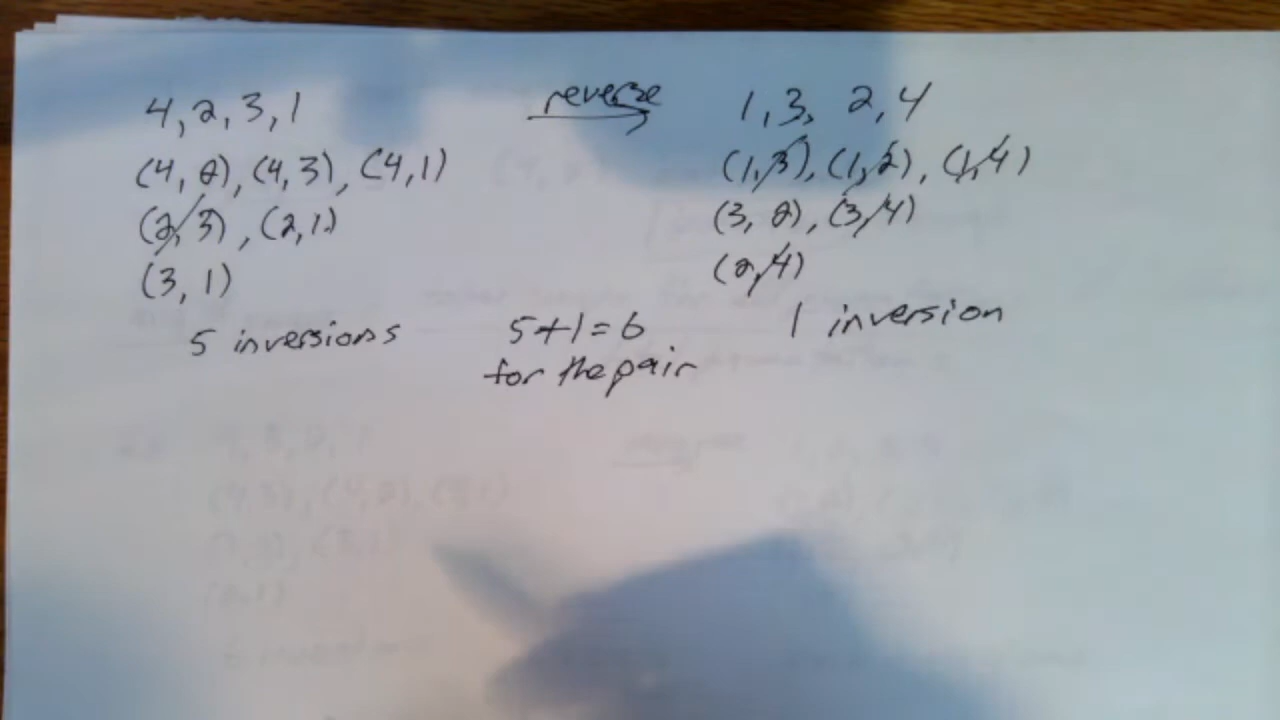 4, 2, 3, 1
(4, 2), (4, 3), (4, 1)
(2, 3), (2, 1)
(3, 1)
5 inversions
reverse
5+1=6
for the pair
1, 3, 2, 4
(1, 3), (1, 2), (1, 4)
(3, 2), (3, 4)
(2, 4)
1 inversion